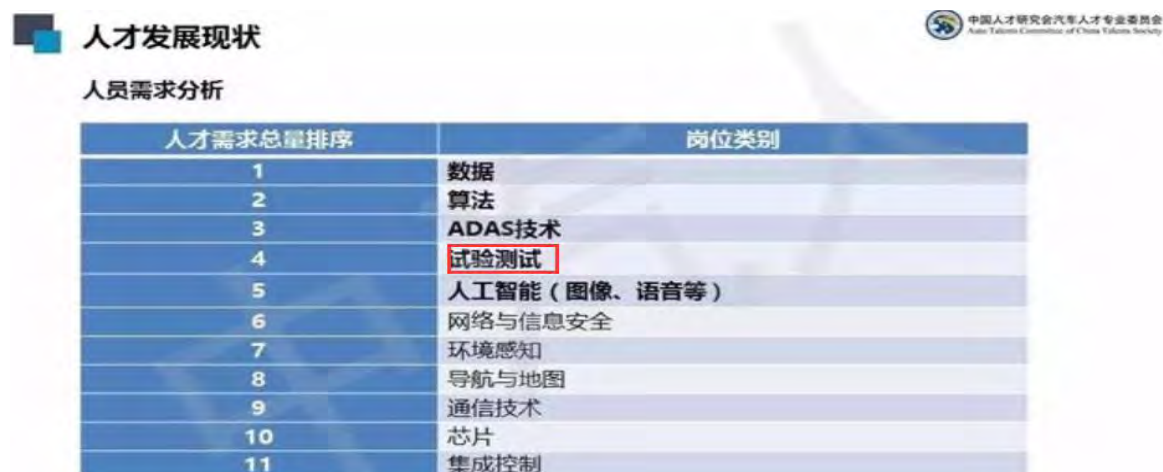 人才发展现状
中国人才研究会汽车人才专业委员会
Auto Talents Committee of China Talents Society
人员需求分析
人才需求总量排序 岗位类别
1 数据
2 算法
3 ADAS技术
4 试验测试
5 人工智能（图像、语音等）
6 网络与信息安全
7 环境感知
8 导航与地图
9 通信技术
10 芯片
11 集成控制